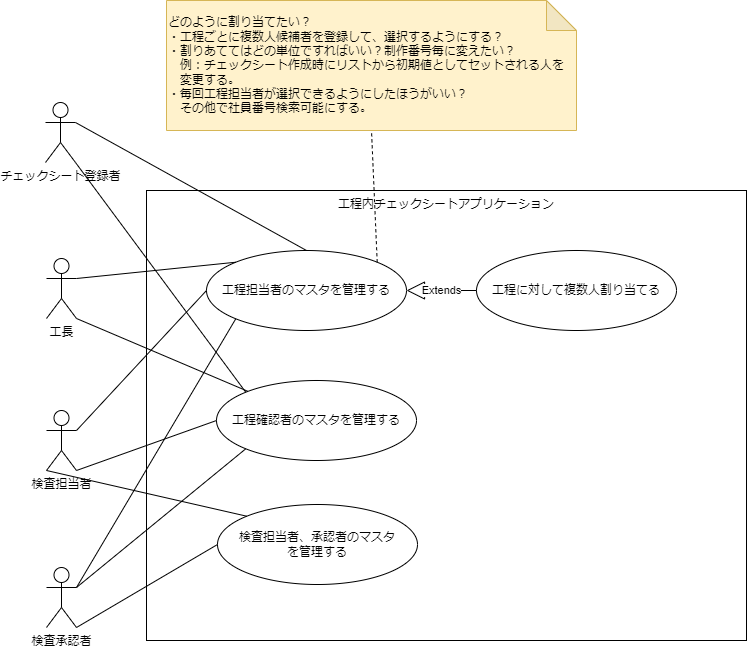 どのように割り当てたい？
・工程ごとに複数人候補者を登録して、選択するようにする？
・割りあててはどの単位ですればいい？制作番号毎に変えたい？
例：チェックシート作成時にリストから初期値としてセットされる人を
変更する。
・毎回工程担当者が選択できるようにしたほうがいい？
その他で社員番号検索可能にする。
チェックシート登録者
工程内チェックシートアプリケーション
工程担当者のマスタを管理する
Extends
工程に対して複数人割り当てる
工長
工程確認者のマスタを管理する
検査担当者
検査担当者、承認者のマスタ
を管理する
検査承認者